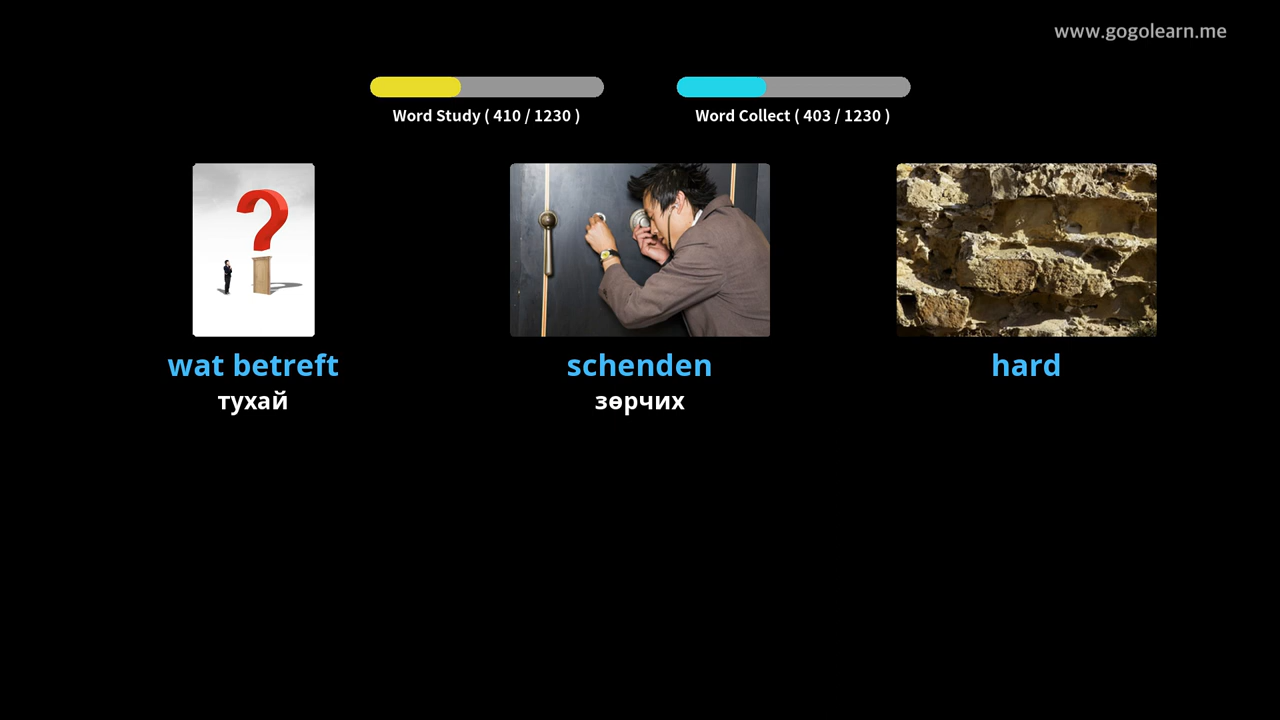 www.gogolearn.me
Word Study ( 410 / 1230 )
Word Collect ( 403 / 1230 )
wat betreft
тухай
schenden
зөрчих
hard